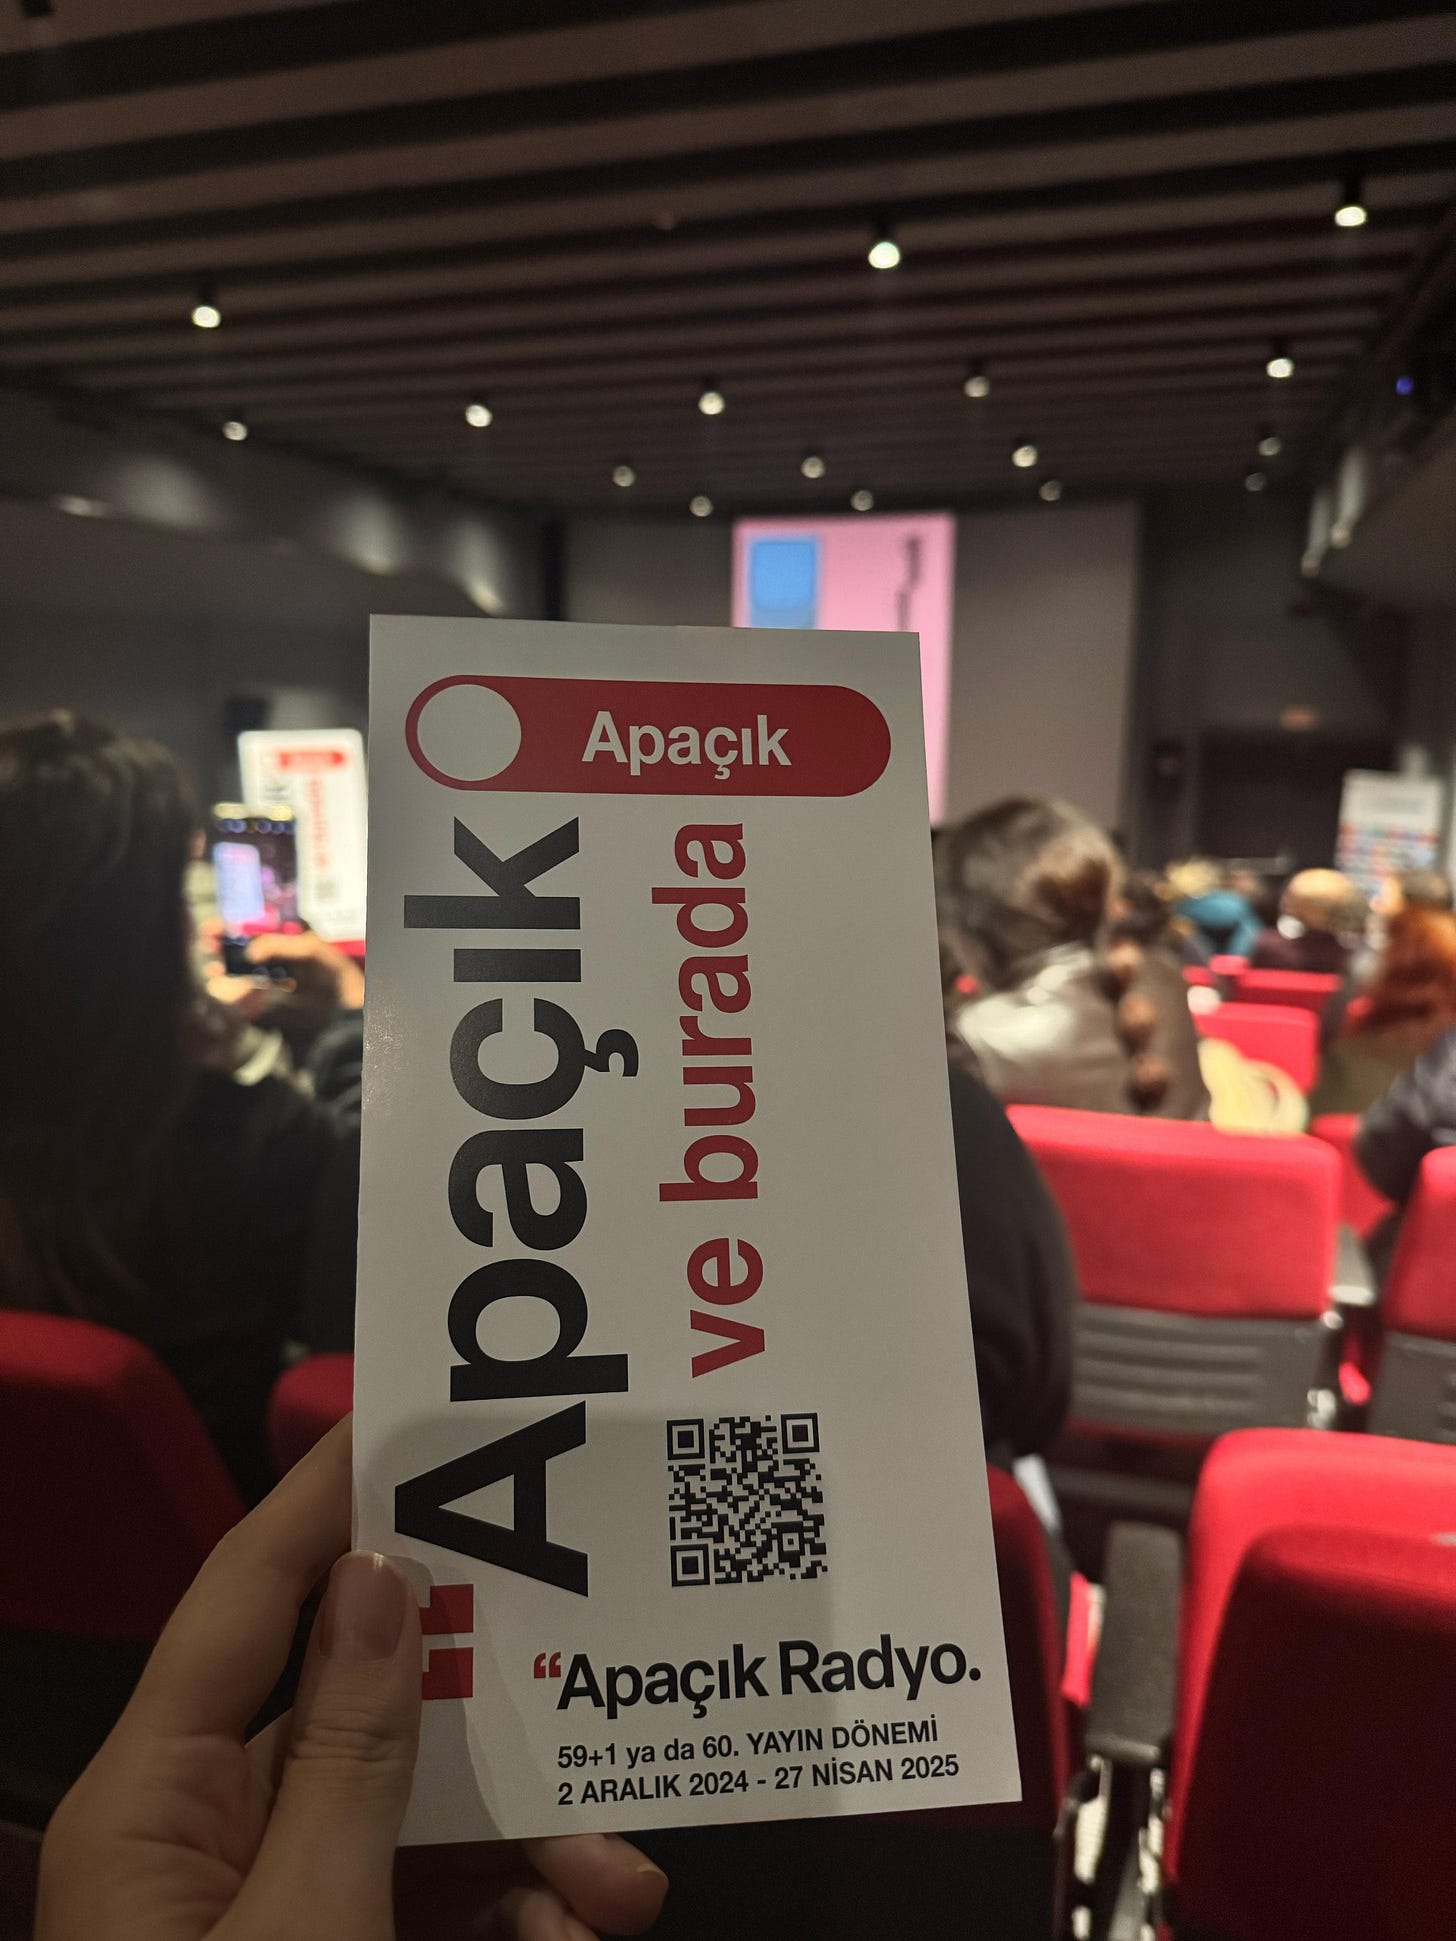 Apaçık
“Apaçık
ve burada
“Apaçık Radyo.
59+1 ya da 60. YAYIN DÖNEMİ
2 ARALIK 2024 - 27 NİSAN 2025